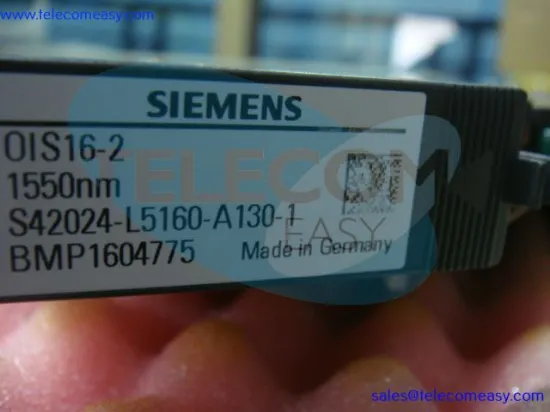 www.telecomeasy.com
SIEMENS
OIS16-2
1550nm
TELECOM
S42024-L5160-A130-1
EASY
BMP1604775 Made in Germany
sales@telecomeasy.com